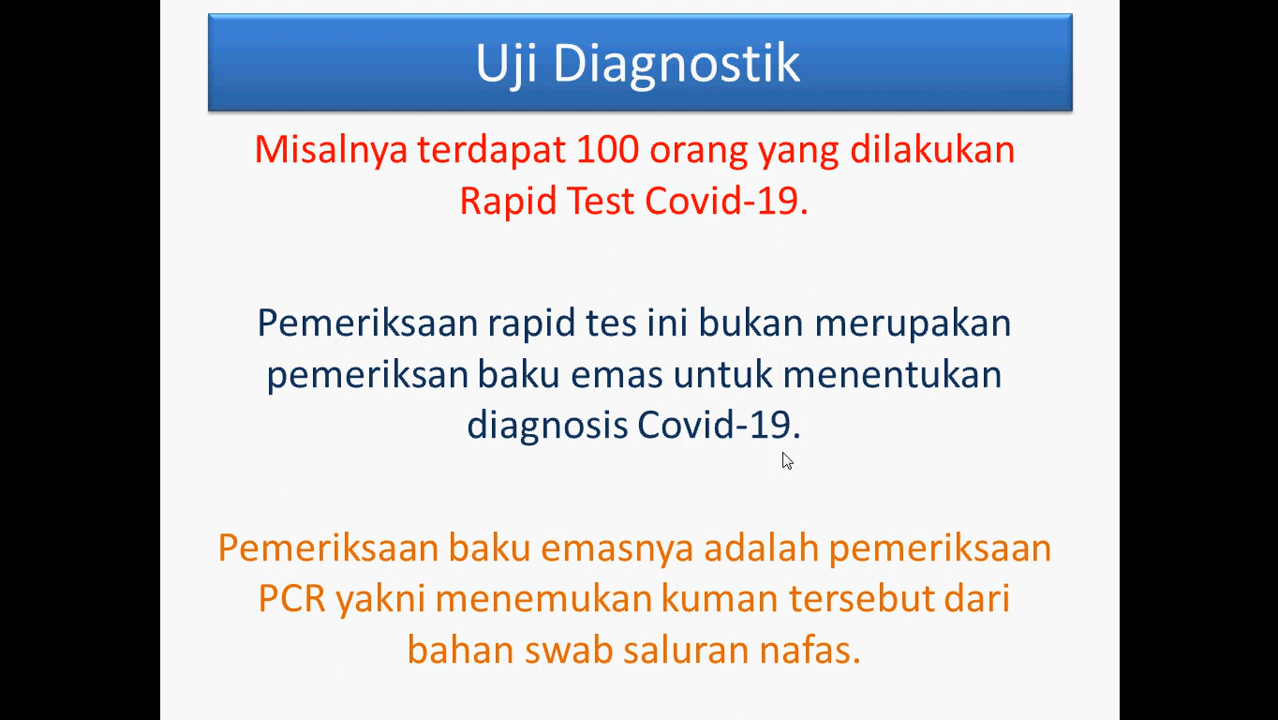 Uji Diagnostik
Misalnya terdapat 100 orang yang dilakukan
Rapid Test Covid-19.
Pemeriksaan rapid tes ini bukan merupakan
pemeriksan baku emas untuk menentukan
diagnosis Covid-19.
Pemeriksaan baku emasnya adalah pemeriksaan
PCR yakni menemukan kuman tersebut dari
bahan swab saluran nafas.